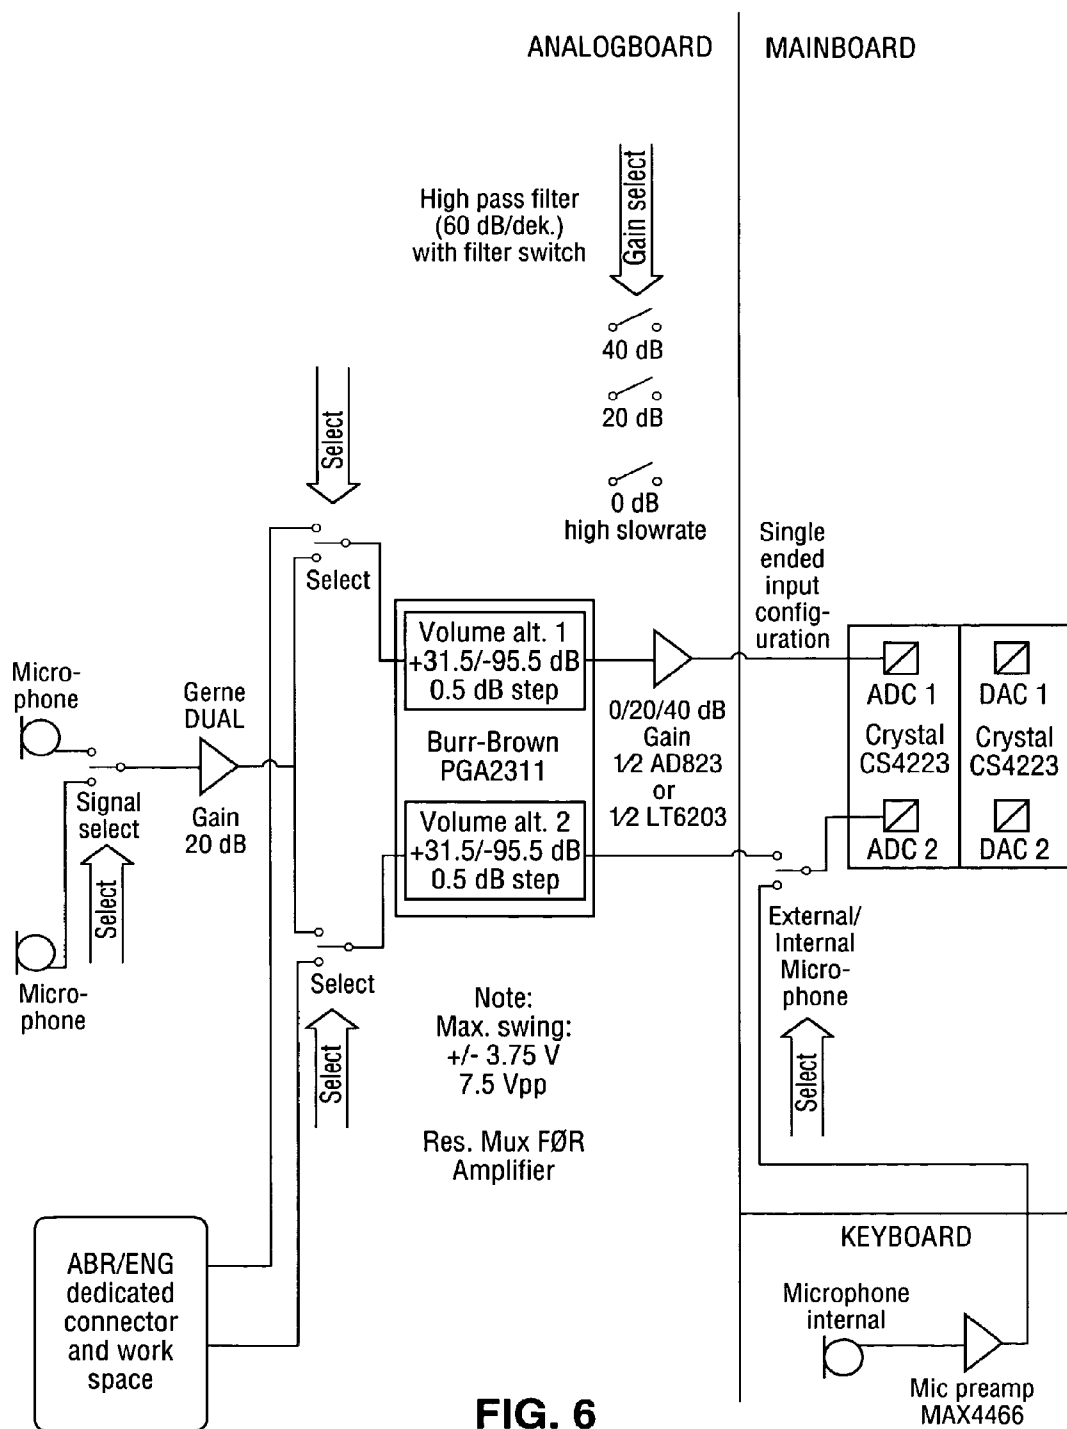 ANALOGBOARD
MAINBOARD
High pass filter
(60 dB/dek.)
with filter switch
Gain select
40 dB
20 dB
0 dB
high slowrate
Select
Select
Single
ended
input
config-
uration
Micro-
phone
Gerne
DUAL
Gain
20 dB
Signal
select
Select
Micro-
phone
Volume alt. 1
+31.5/-95.5 dB
0.5 dB step
Burr-Brown
PGA2311
Volume alt. 2
+31.5/-95.5 dB
0.5 dB step
0/20/40 dB
Gain
1/2 AD823
or
1/2 LT6203
ADC 1
Crystal
CS4223
ADC 2
DAC 1
Crystal
CS4223
DAC 2
External/
Internal
Micro-
phone
Select
Select
Select
Note:
Max. swing:
+/- 3.75 V
7.5 Vpp
Res. Mux FØR
Amplifier
ABR/ENG
dedicated
connector
and work
space
KEYBOARD
Microphone
internal
Mic preamp
MAX4466
FIG. 6